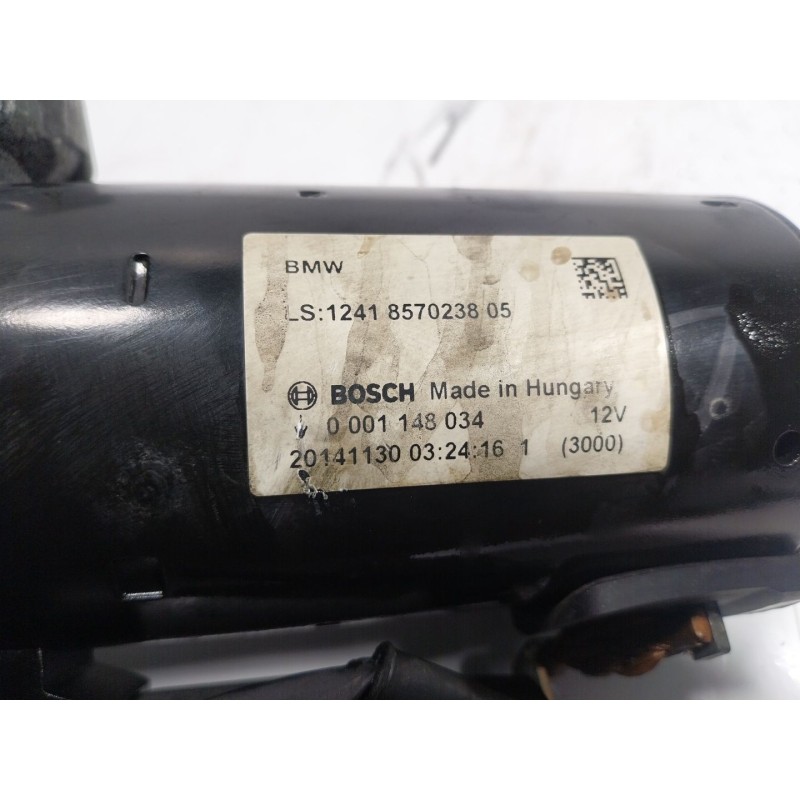 BMW
LS:1241 8570238 05
BOSCH Made in Hungary
0 001 148 034 12V
20141130 03:24:16 1 (3000)